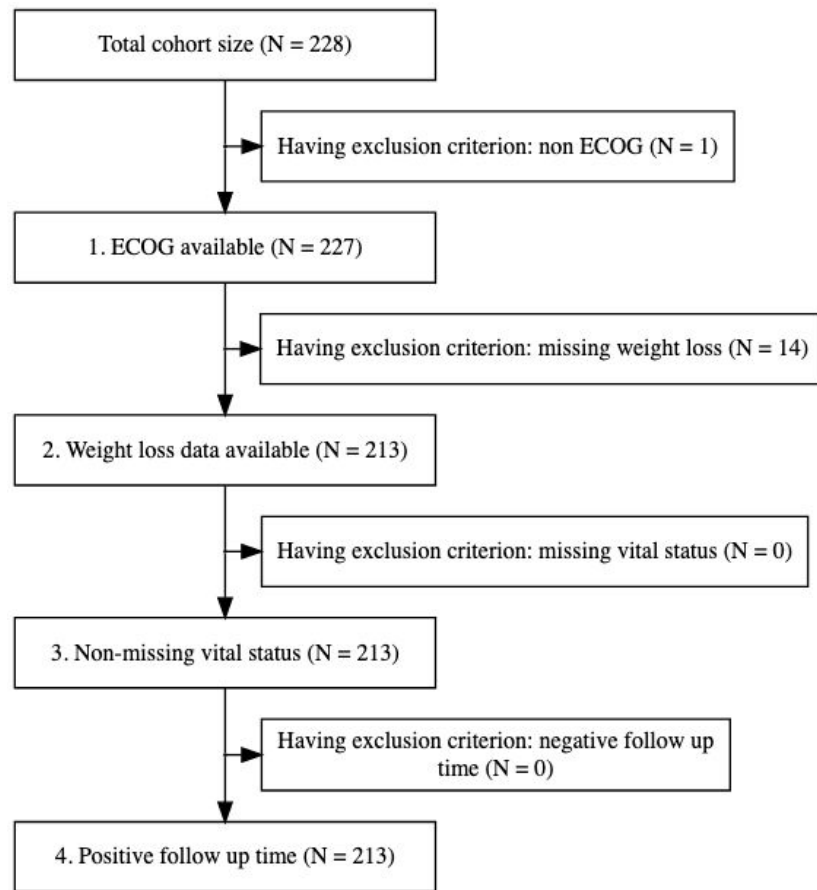 Total cohort size (N = 228)
Having exclusion criterion: non ECOG (N = 1)
1. ECOG available (N = 227)
Having exclusion criterion: missing weight loss (N = 14)
2. Weight loss data available (N = 213)
Having exclusion criterion: missing vital status (N = 0)
3. Non-missing vital status (N = 213)
Having exclusion criterion: negative follow up
time (N = 0)
4. Positive follow up time (N = 213)